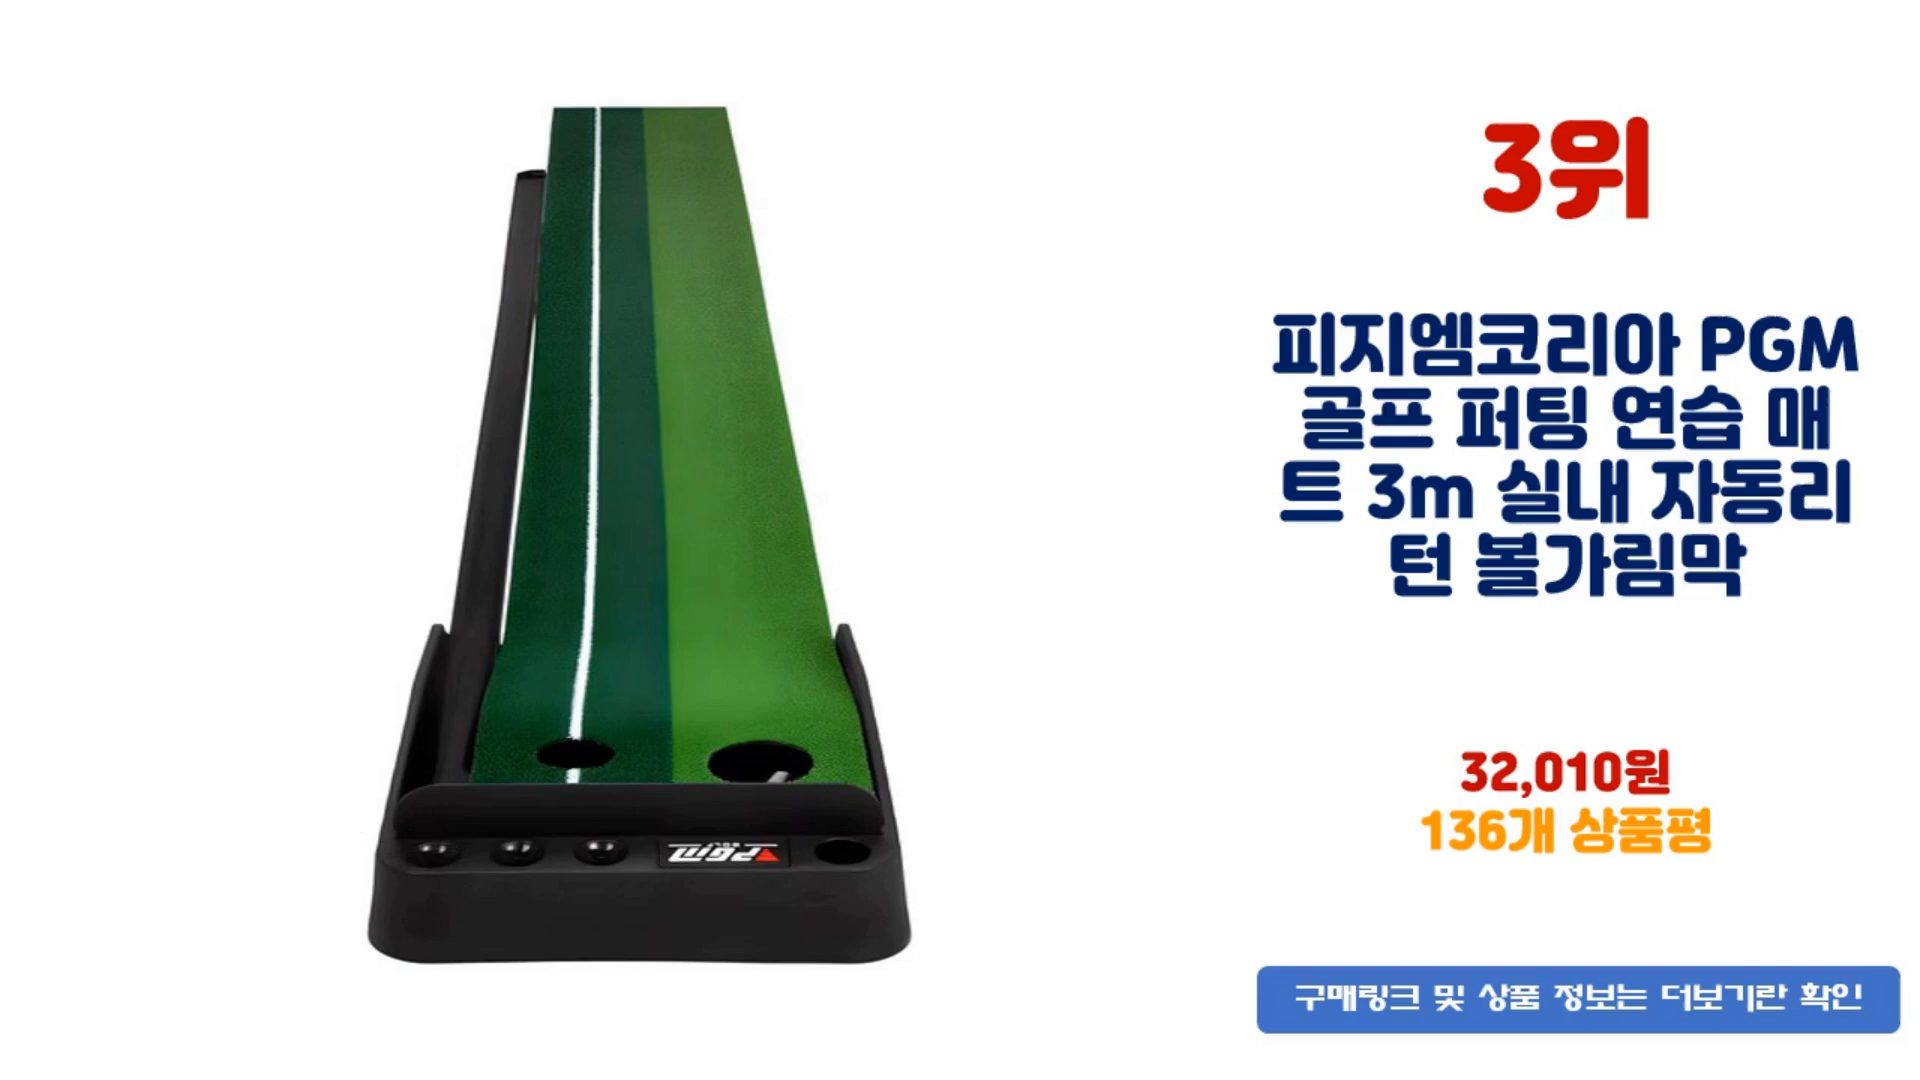 3위
피지엠코리아 PGM
골프 퍼팅 연습 매
트 3m 실내 자동리
턴 볼가림막
32,010원
136개 상품평
PGM
GOLF
구매링크 및 상품 정보는 더보기란 확인